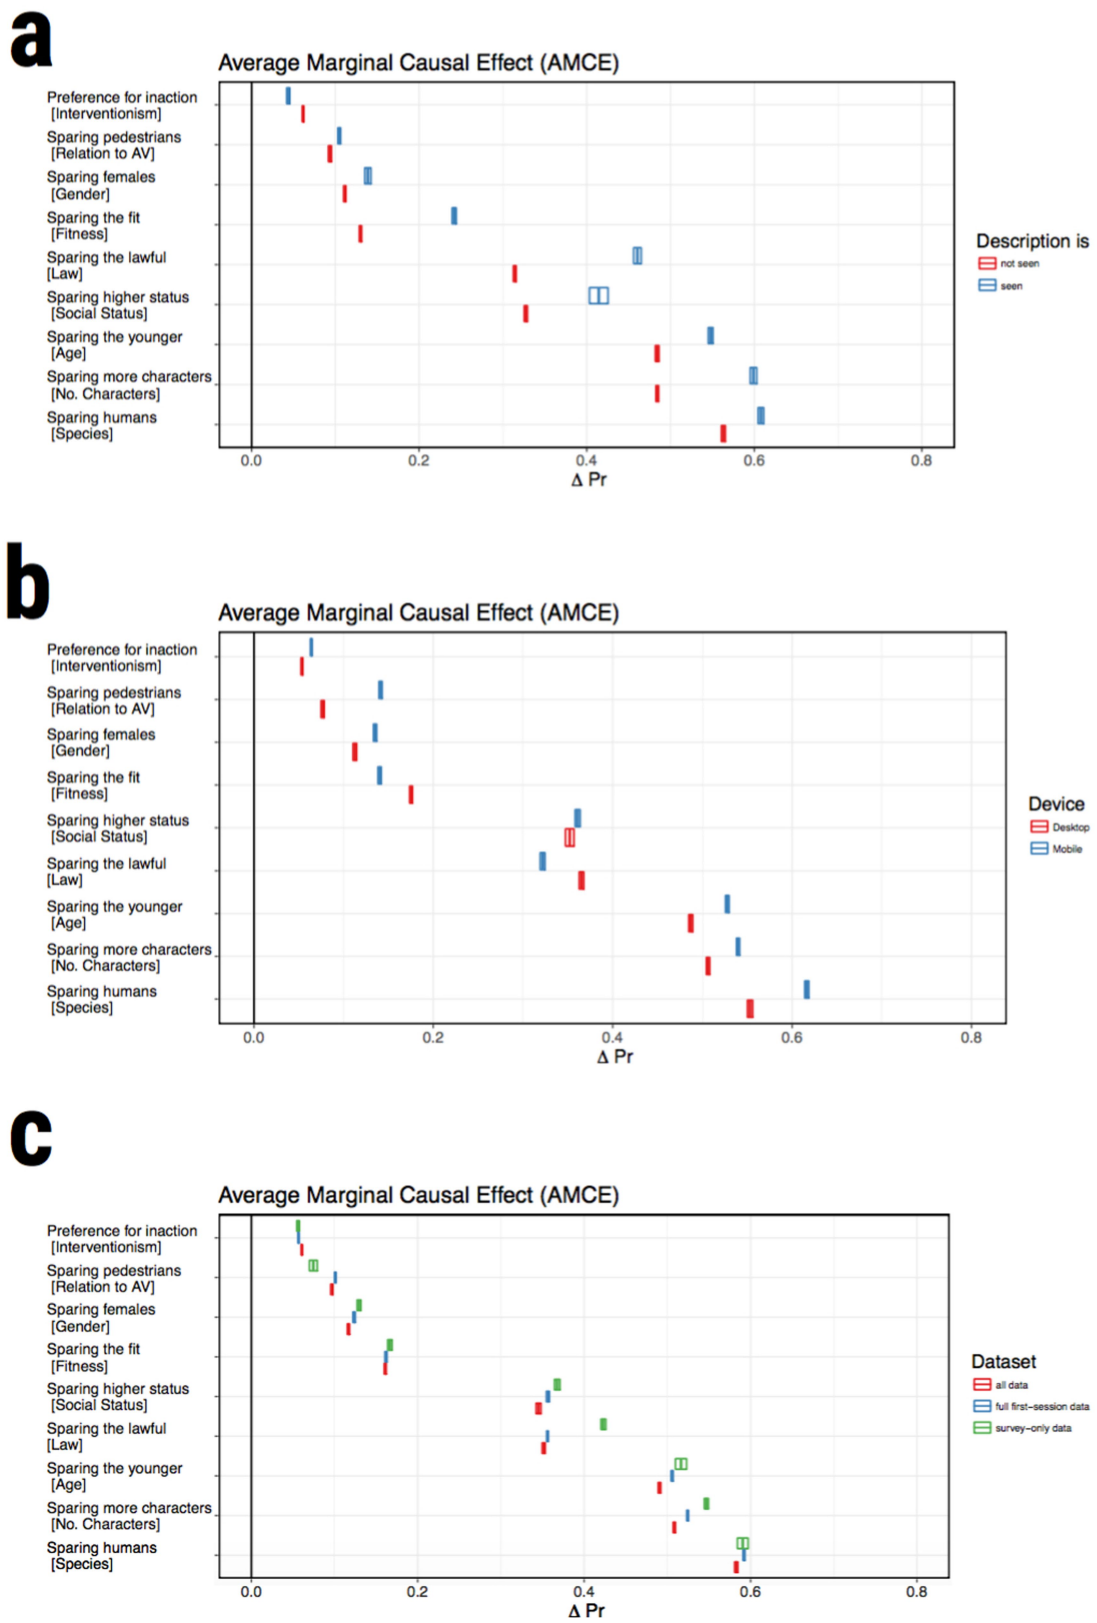 a
Average Marginal Causal Effect (AMCE)
Preference for inaction
[Interventionism]
Sparing pedestrians
[Relation to AV]
Sparing females
[Gender]
Sparing the fit
[Fitness]
Sparing the lawful
[Law]
Sparing higher status
[Social Status]
Sparing the younger
[Age]
Sparing more characters
[No. Characters]
Sparing humans
[Species]
0.0 0.2 0.4 0.6 0.8
Δ Pr
Description is
not seen
seen
b
Average Marginal Causal Effect (AMCE)
Preference for inaction
[Interventionism]
Sparing pedestrians
[Relation to AV]
Sparing females
[Gender]
Sparing the fit
[Fitness]
Sparing higher status
[Social Status]
Sparing the lawful
[Law]
Sparing the younger
[Age]
Sparing more characters
[No. Characters]
Sparing humans
[Species]
0.0 0.2 0.4 0.6 0.8
Δ Pr
Device
Desktop
Mobile
c
Average Marginal Causal Effect (AMCE)
Preference for inaction
[Interventionism]
Sparing pedestrians
[Relation to AV]
Sparing females
[Gender]
Sparing the fit
[Fitness]
Sparing higher status
[Social Status]
Sparing the lawful
[Law]
Sparing the younger
[Age]
Sparing more characters
[No. Characters]
Sparing humans
[Species]
0.0 0.2 0.4 0.6 0.8
Δ Pr
Dataset
all data
full first−session data
survey−only data